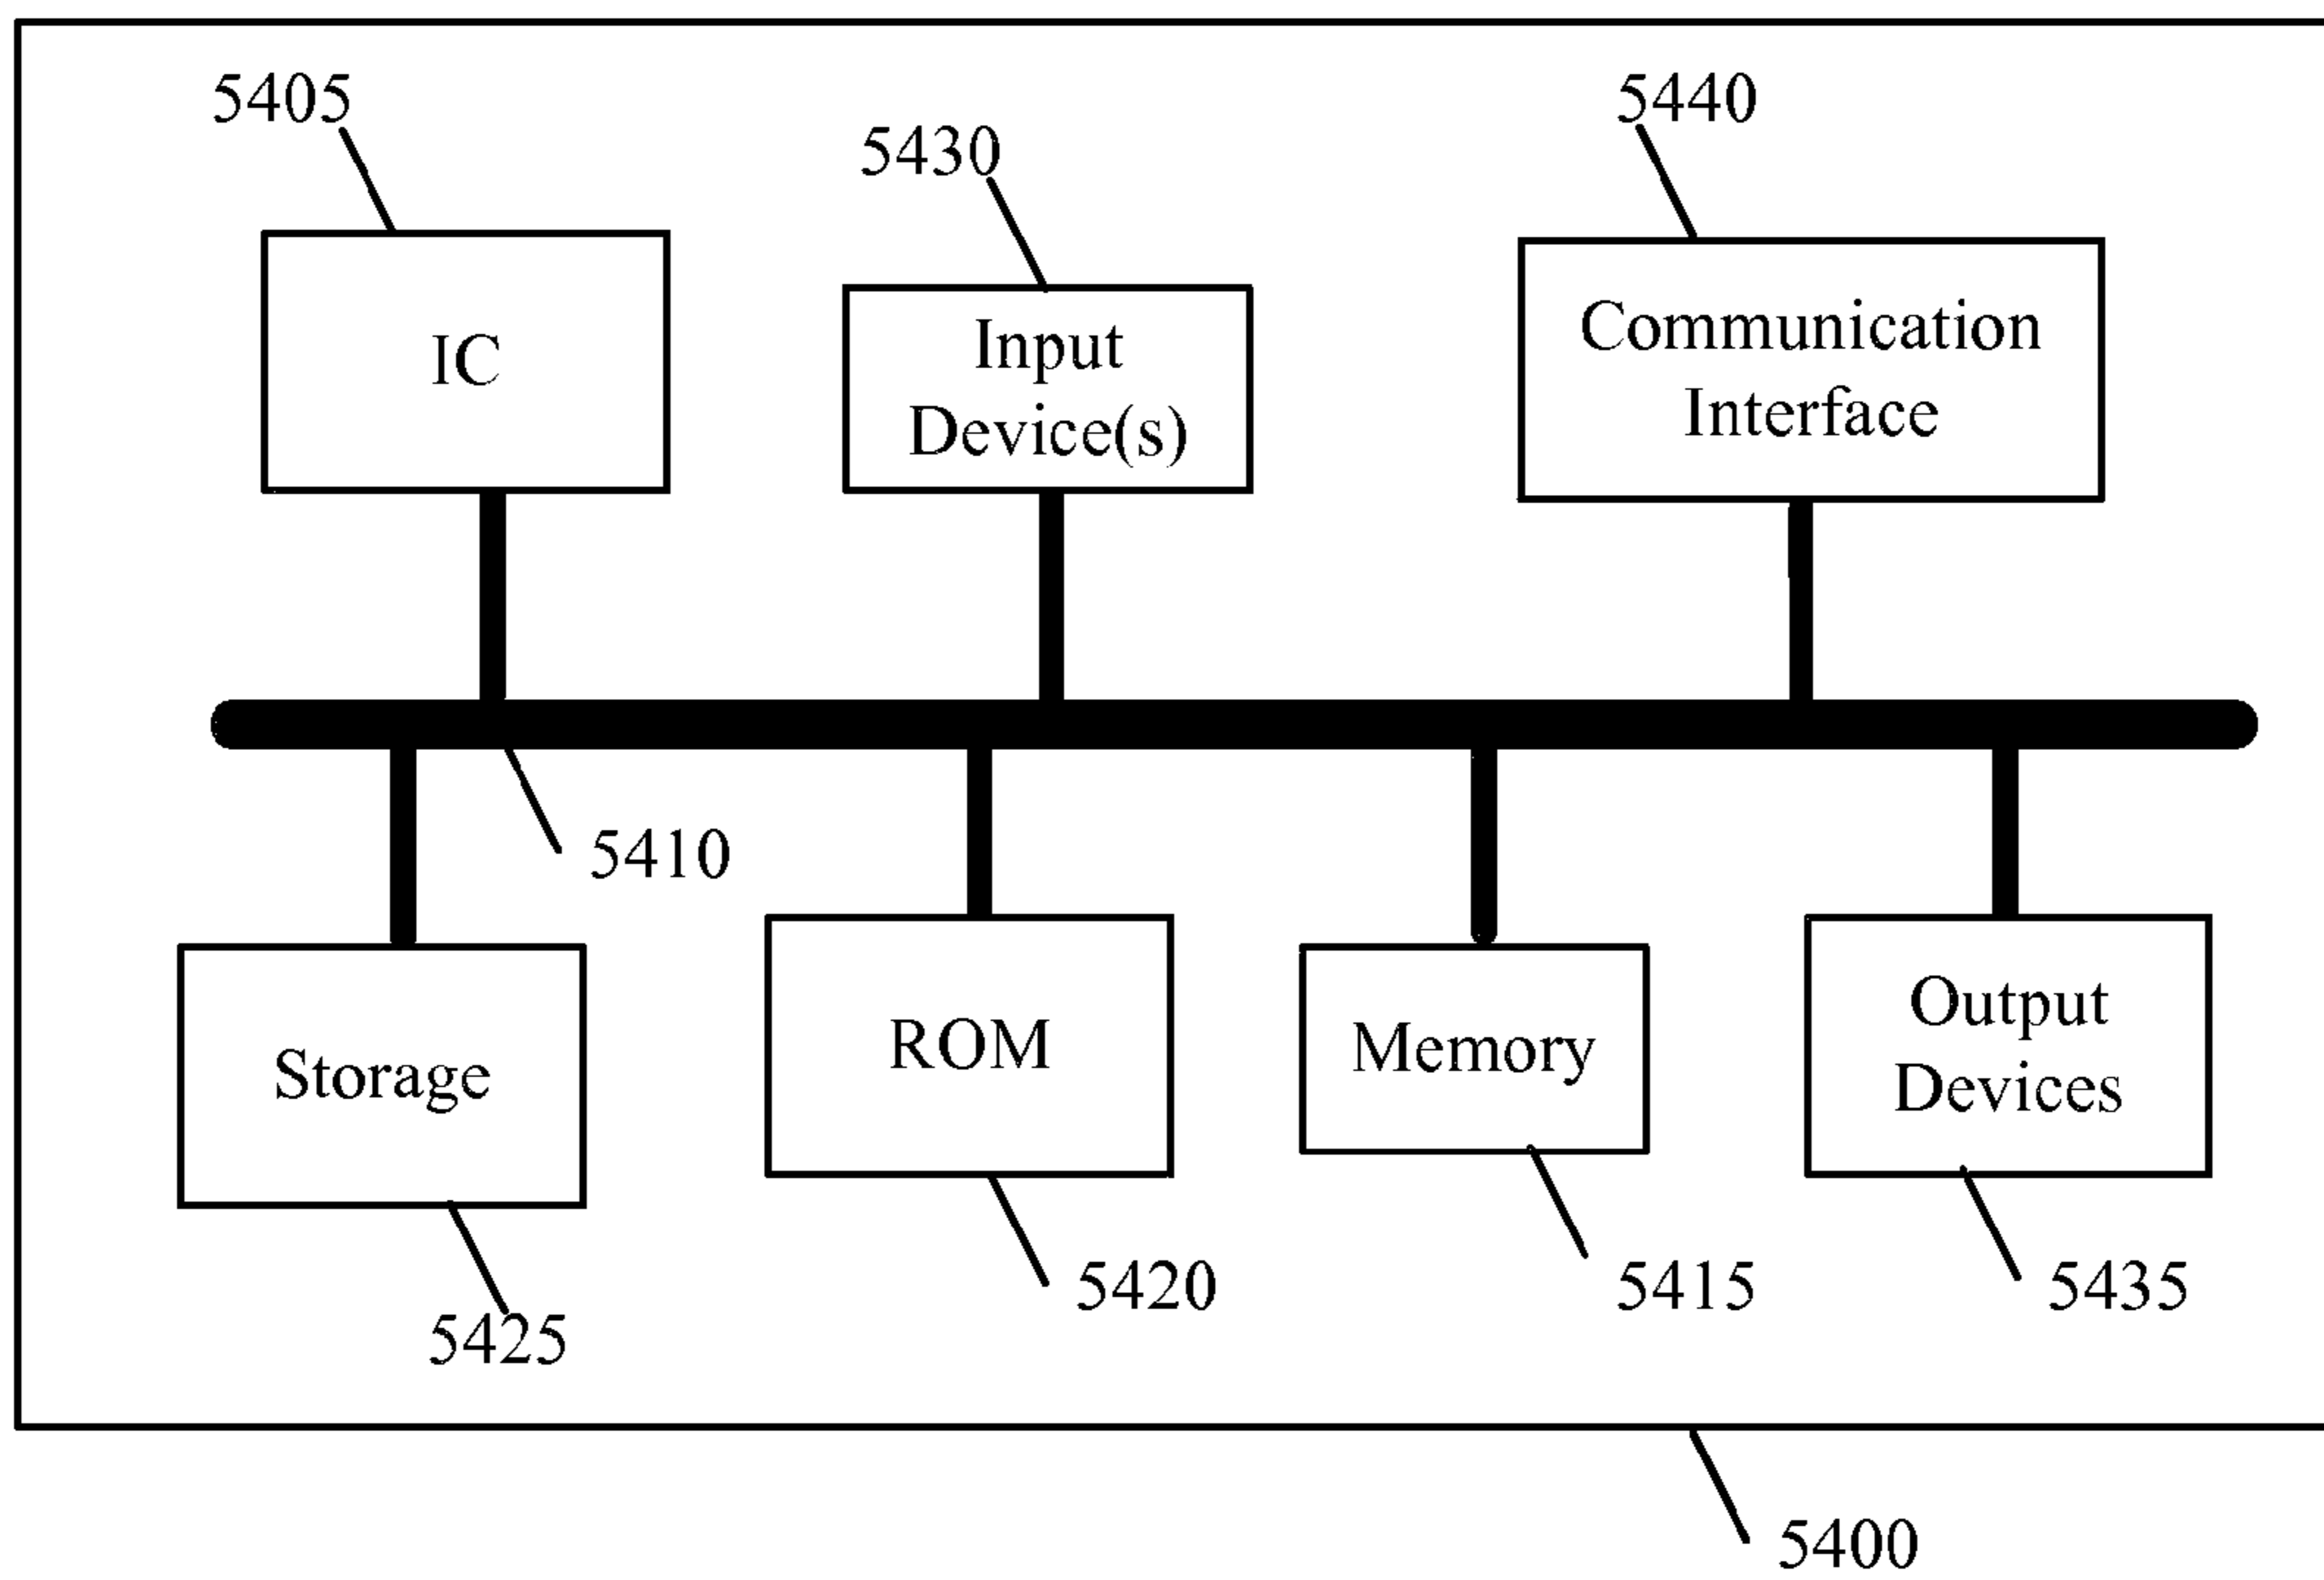 5405
5430
5440
IC
Input
Device(s)
Communication
Interface
5410
Storage
ROM
Memory
Output
Devices
5425
5420
5415
5435
5400